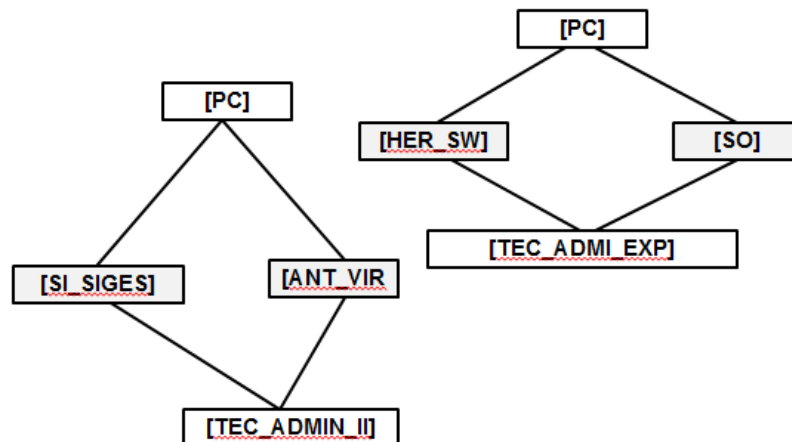 [PC]
[SI_SIGES]
[ANT_VIR
[TEC_ADMIN_II]
[PC]
[HER_SW]
[SO]
[TEC_ADMI_EXP]